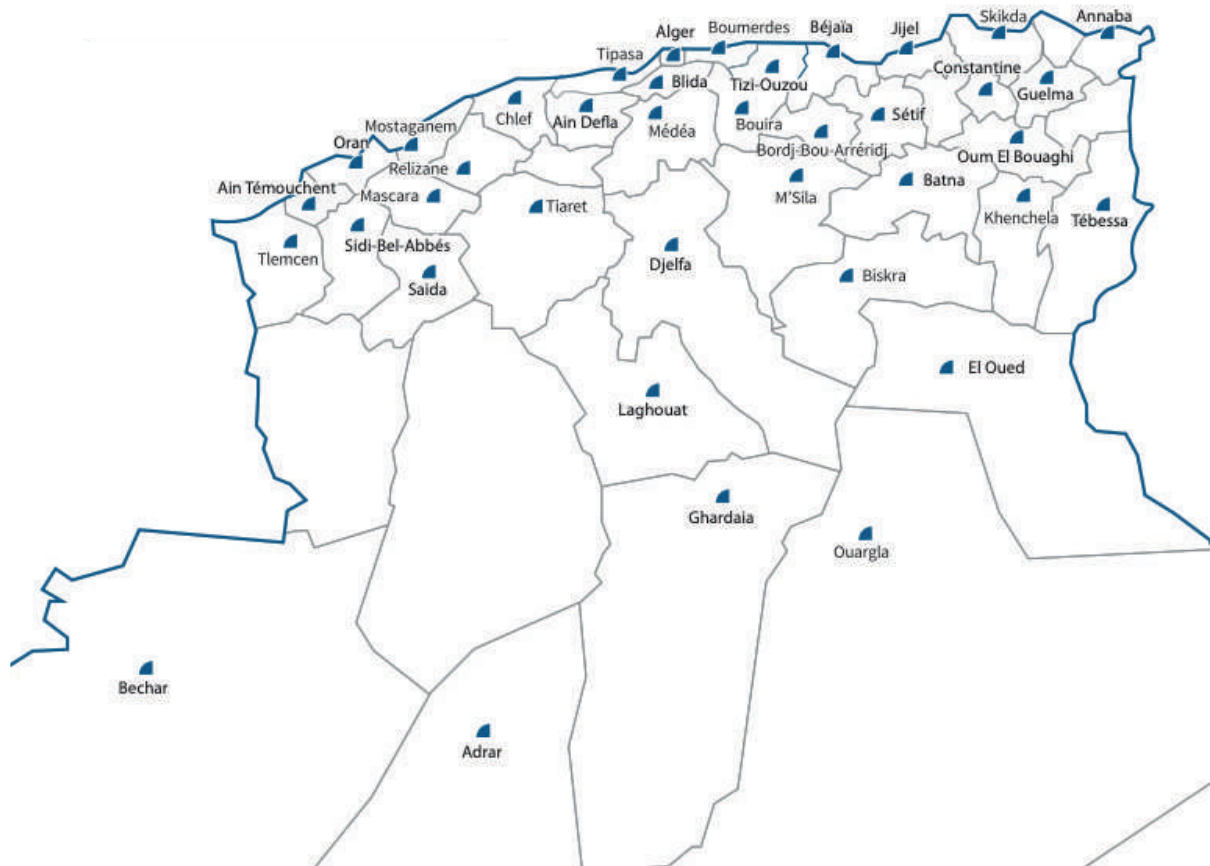 Skikda
Annaba
Alger
Boumerdes
Béjaïa
Jijel
Tipasa
Constantine
Blida
Tizi-Ouzou
Guelma
Chlef
Ain Defla
Médéa
Bouira
Sétif
Mostaganem
Oran
Bordj-Bou-Arréridj
Oum El Bouaghi
Relizane
Ain Témouchent
Mascara
Tiaret
M'Sila
Batna
Khenchela
Tébessa
Tlemcen
Sidi-Bel-Abbés
Saida
Djelfa
Biskra
El Oued
Laghouat
Ghardaia
Ouargla
Bechar
Adrar